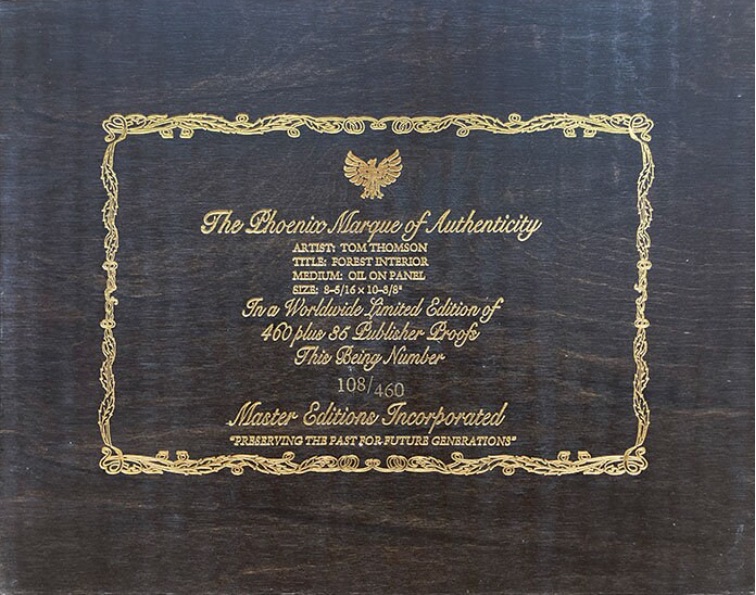 The Phoenix Marque of Authenticity
ARTIST: TOM THOMSON
TITLE: FOREST INTERIOR
MEDIUM: OIL ON PANEL
SIZE: 8-5/16 x 10-3/8"
In a Worldwide Limited Edition of
460 plus 35 Publisher Proofs
This Being Number
108/460
Master Editions Incorporated
"PRESERVING THE PAST FOR FUTURE GENERATIONS"